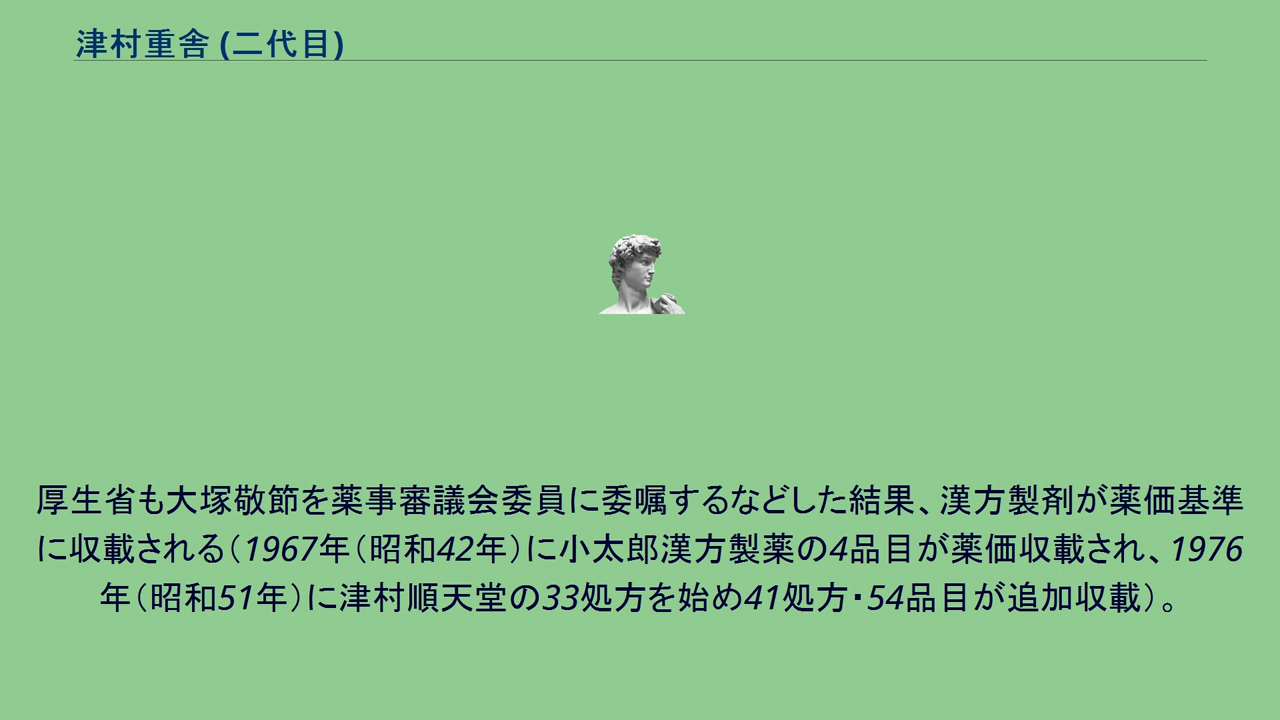 津村重舎 (二代目)
厚生省も大塚敬節を薬事審議会委員に委嘱するなどした結果、漢方製剤が薬価基準
に収載される（1967年（昭和42年）に小太郎漢方製薬の4品目が薬価収載され、1976
年（昭和51年）に津村順天堂の33処方を始め41処方・54品目が追加収載）。